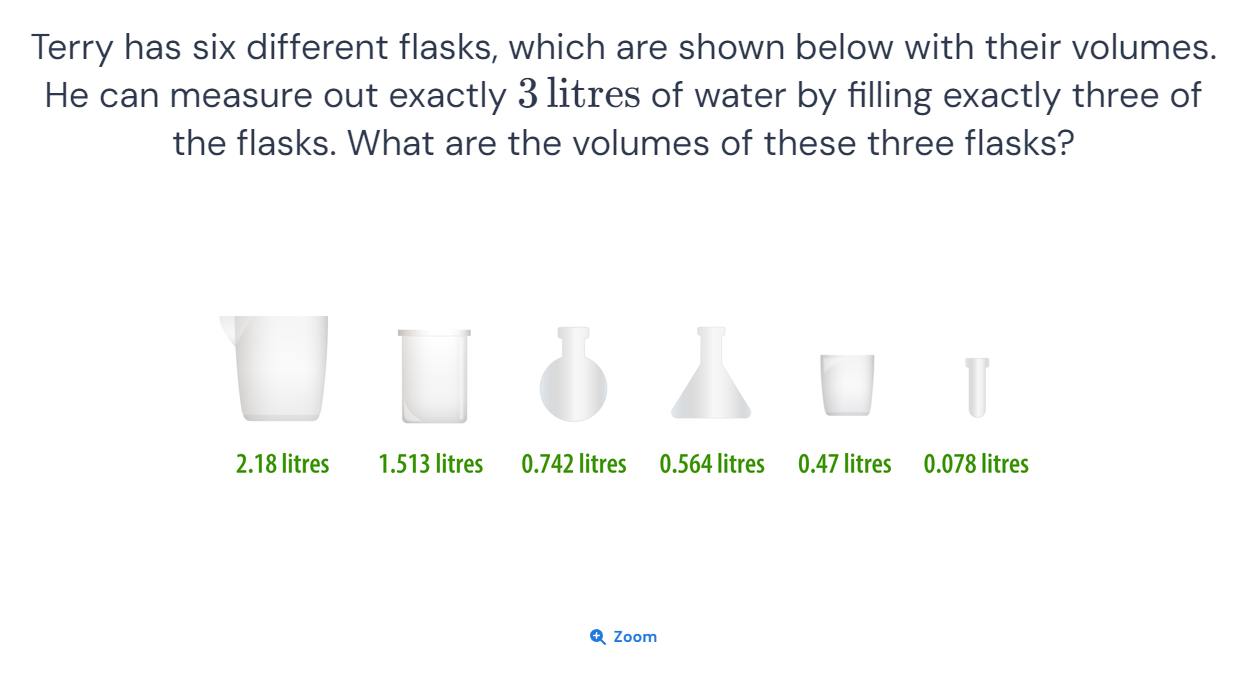 Terry has six different flasks, which are shown below with their volumes.
He can measure out exactly 3 litres of water by filling exactly three of
the flasks. What are the volumes of these three flasks?
2.18 litres 1.513 litres 0.742 litres 0.564 litres 0.47 litres 0.078 litres
Zoom